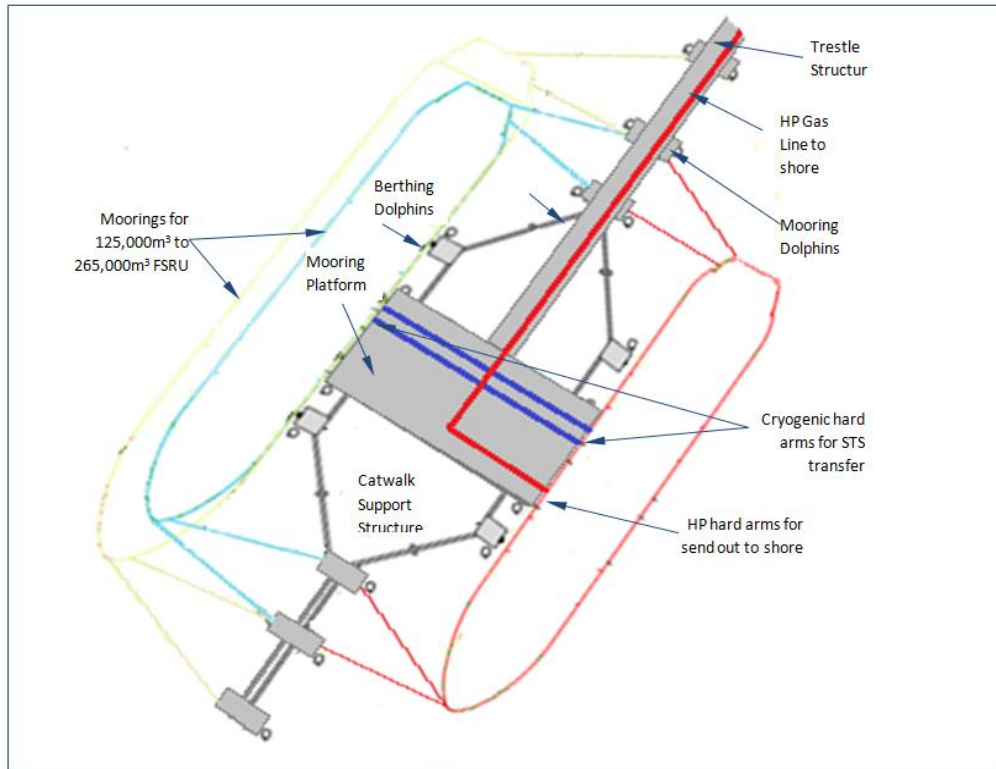 Trestle
Structur
HP Gas
Line to
shore
Berthing
Dolphins
Moorings for
125,000m³ to
265,000m³ FSRU
Mooring
Platform
Mooring
Dolphins
Cryogenic hard
arms for STS
transfer
Catwalk
Support
Structure
HP hard arms for
send out to shore